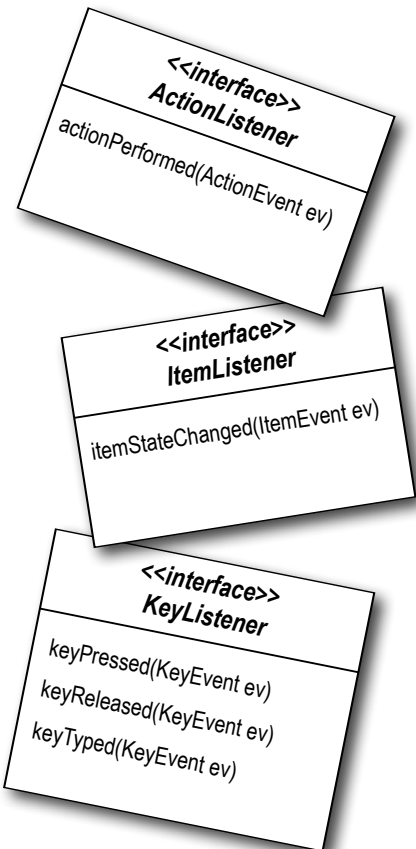 <<interface>>
ActionListener
actionPerformed(ActionEvent ev)
<<interface>>
ItemListener
itemStateChanged(ItemEvent ev)
<<interface>>
KeyListener
keyPressed(KeyEvent ev)
keyReleased(KeyEvent ev)
keyTyped(KeyEvent ev)